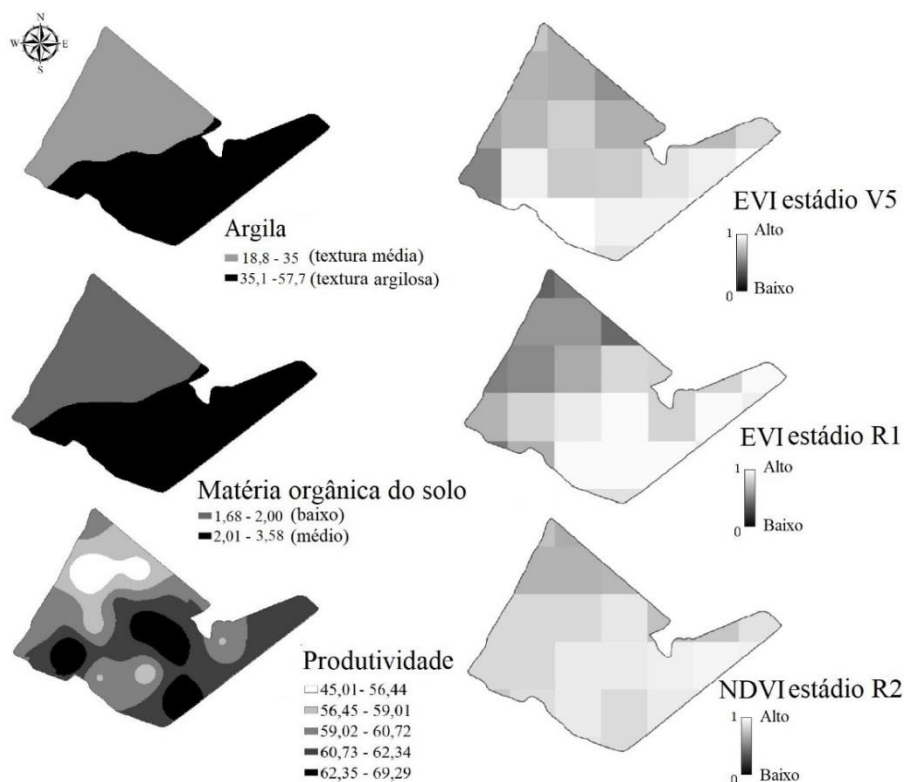 N
W E
S
Argila
18,8 - 35 (textura média)
35,1 -57,7 (textura argilosa)
Matéria orgânica do solo
1,68 - 2,00 (baixo)
2,01 - 3,58 (médio)
Produtividade
45,01- 56,44
56,45 - 59,01
59,02 - 60,72
60,73 - 62,34
62,35 - 69,29
EVI estádio V5
1 Alto
0 Baixo
EVI estádio R1
1 Alto
0 Baixo
NDVI estádio R2
1 Alto
0 Baixo